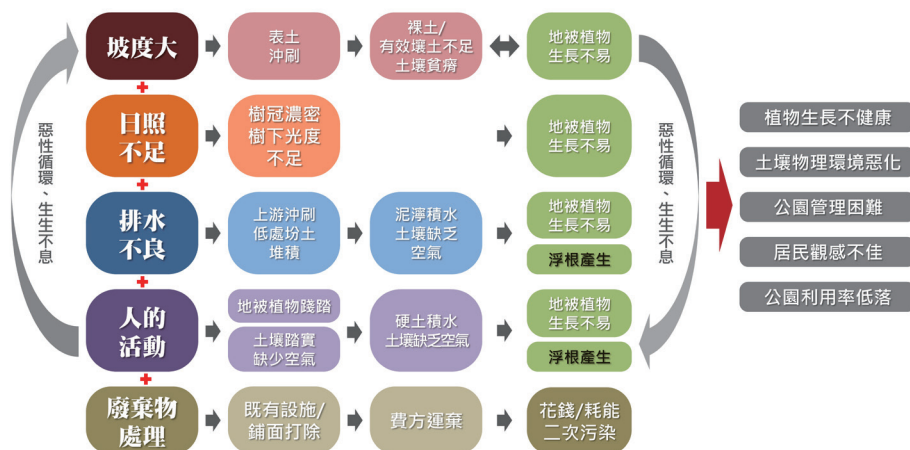 坡度大
表土
沖刷
裸土/
有效壤土不足
土壤貧瘠
地被植物
生長不易
+
日照
不足
樹冠濃密
樹下光度
不足
地被植物
生長不易
+
排水
不良
上游沖刷
低處坋土
堆積
泥濘積水
土壤缺乏
空氣
地被植物
生長不易
浮根產生
+
人的
活動
地被植物踐踏
土壤踏實
缺少空氣
硬土積水
土壤缺乏空氣
地被植物
生長不易
浮根產生
+
廢棄物
處理
既有設施/
鋪面打除
費方運棄
花錢/耗能
二次污染
惡性循環、生生不息
惡性循環、生生不息
植物生長不健康
土壤物理環境惡化
公園管理困難
居民觀感不佳
公園利用率低落